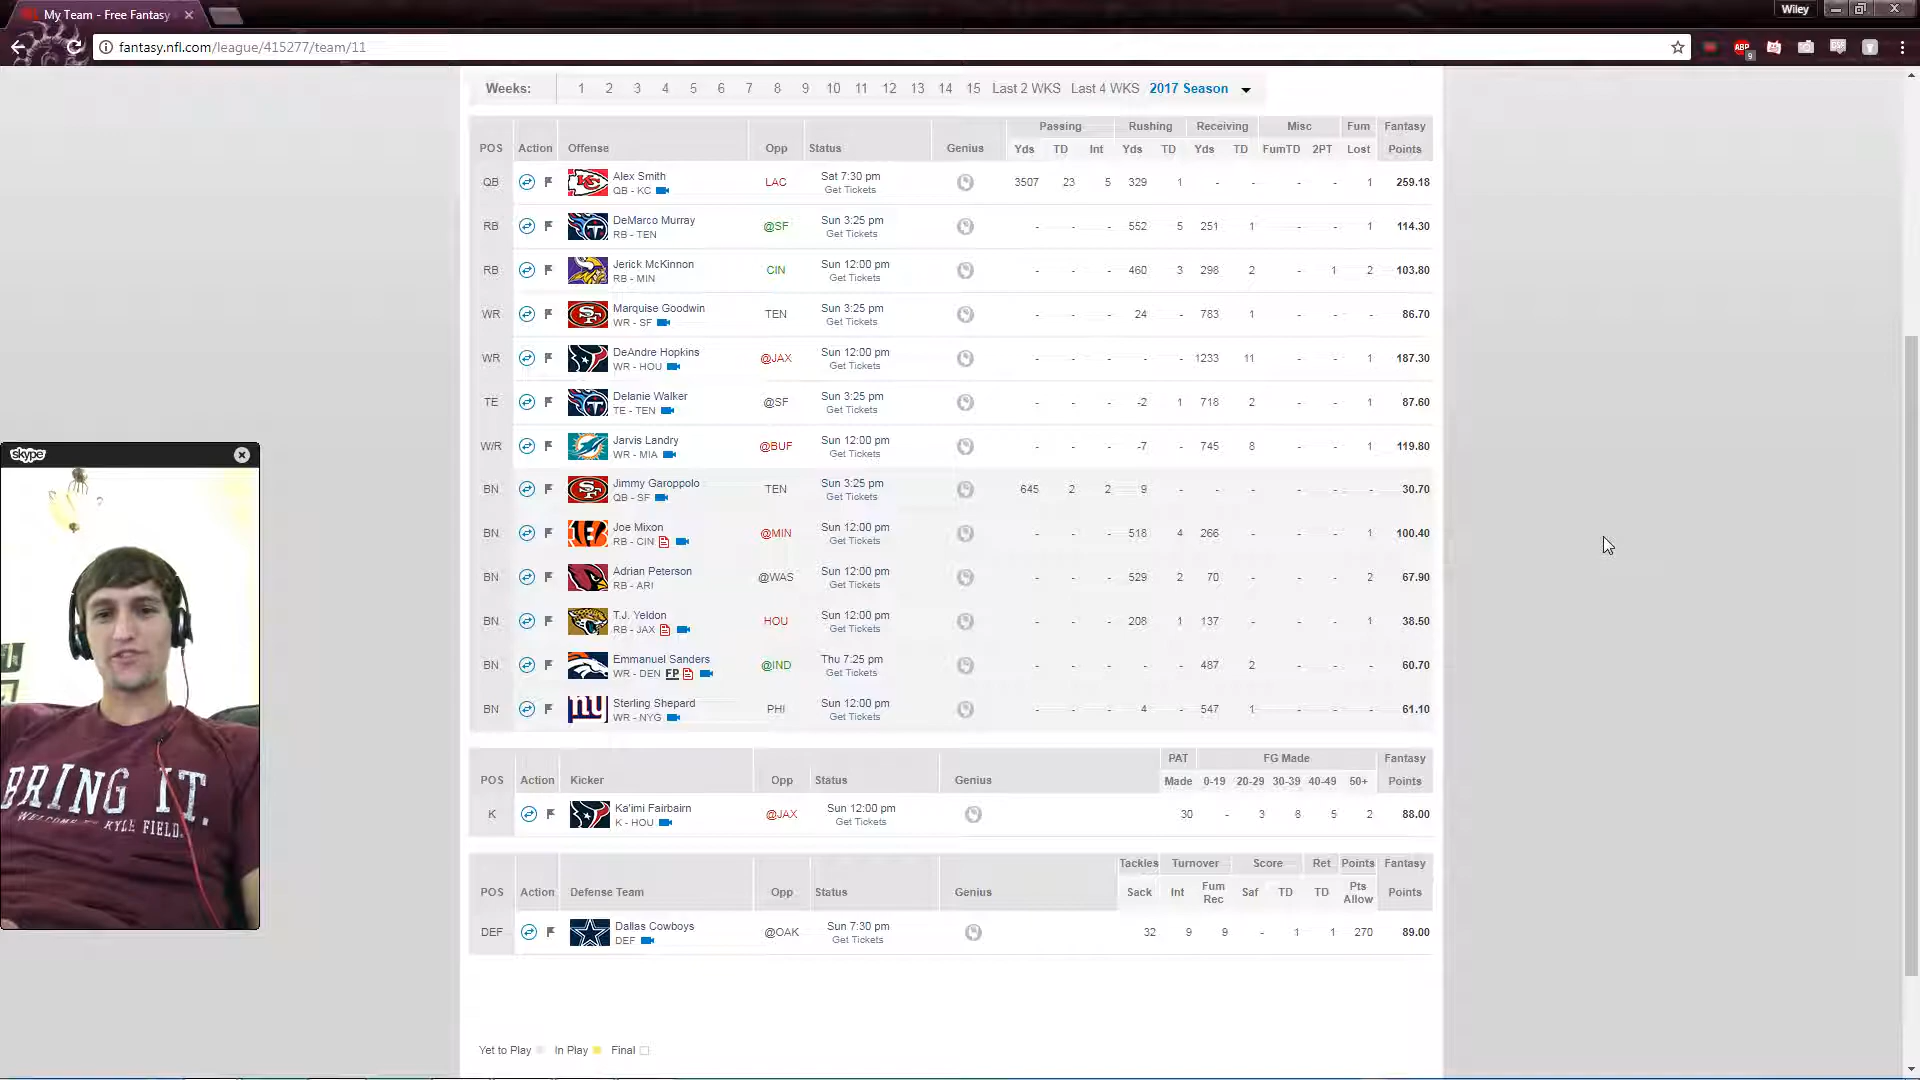 My Team - Free Fantasy
Wiley
fantasy.nfl.com/league/415277/team/11
ABP
9
Weeks: 1 2 3 4 5 6 7 8 9 10 11 12 13 14 15 Last 2 WKS Last 4 WKS 2017 Season
Passing Rushing Receiving Misc Fum Fantasy
POS Action Offense Opp Status Genius Yds TD Int Yds TD Yds TD FumTD 2PT Lost Points
QB Alex Smith QB - KC LAC Sat 7:30 pm Get Tickets 3507 23 5 329 1 - - - - 1 259.18
RB DeMarco Murray RB - TEN @SF Sun 3:25 pm Get Tickets - - - 552 5 251 1 - - 1 114.30
RB Jerick McKinnon RB - MIN CIN Sun 12:00 pm Get Tickets - - - 460 3 298 2 - 1 2 103.80
WR Marquise Goodwin WR - SF TEN Sun 3:25 pm Get Tickets - - - 24 - 783 1 - - - 86.70
WR DeAndre Hopkins WR - HOU @JAX Sun 12:00 pm Get Tickets - - - - - 1233 11 - - 1 187.30
TE Delanie Walker TE - TEN @SF Sun 3:25 pm Get Tickets - - - -2 1 718 2 - - 1 87.60
W/R Jarvis Landry WR - MIA @BUF Sun 12:00 pm Get Tickets - - - -7 - 745 8 - - 1 119.80
BN Jimmy Garoppolo QB - SF TEN Sun 3:25 pm Get Tickets 645 2 2 9 - - - - - - 30.70
BN Joe Mixon RB - CIN @MIN Sun 12:00 pm Get Tickets - - - 518 4 266 - - - 1 100.40
BN Adrian Peterson RB - ARI @WAS Sun 12:00 pm Get Tickets - - - 529 2 70 - - - 2 67.90
BN T.J. Yeldon RB - JAX HOU Sun 12:00 pm Get Tickets - - - 208 1 137 - - - 1 38.50
BN Emmanuel Sanders WR - DEN FP @IND Thu 7:25 pm Get Tickets - - - - - 487 2 - - - 60.70
BN Sterling Shepard WR - NYG PHI Sun 12:00 pm Get Tickets - - - 4 - 547 1 - - - 61.10
PAT FG Made Fantasy
POS Action Kicker Opp Status Genius Made 0-19 20-29 30-39 40-49 50+ Points
K Ka'imi Fairbairn K - HOU @JAX Sun 12:00 pm Get Tickets 30 - 3 6 5 2 88.00
Tackles Turnover Score Ret Points Fantasy
POS Action Defense Team Opp Status Genius Sack Int Fum Rec Saf TD TD Pts Allow Points
DEF Dallas Cowboys DEF @OAK Sun 7:30 pm Get Tickets 32 9 9 - 1 1 270 89.00
Yet to Play In Play Final
skype
BRING IT.
WELCOME TO KYLE FIELD.